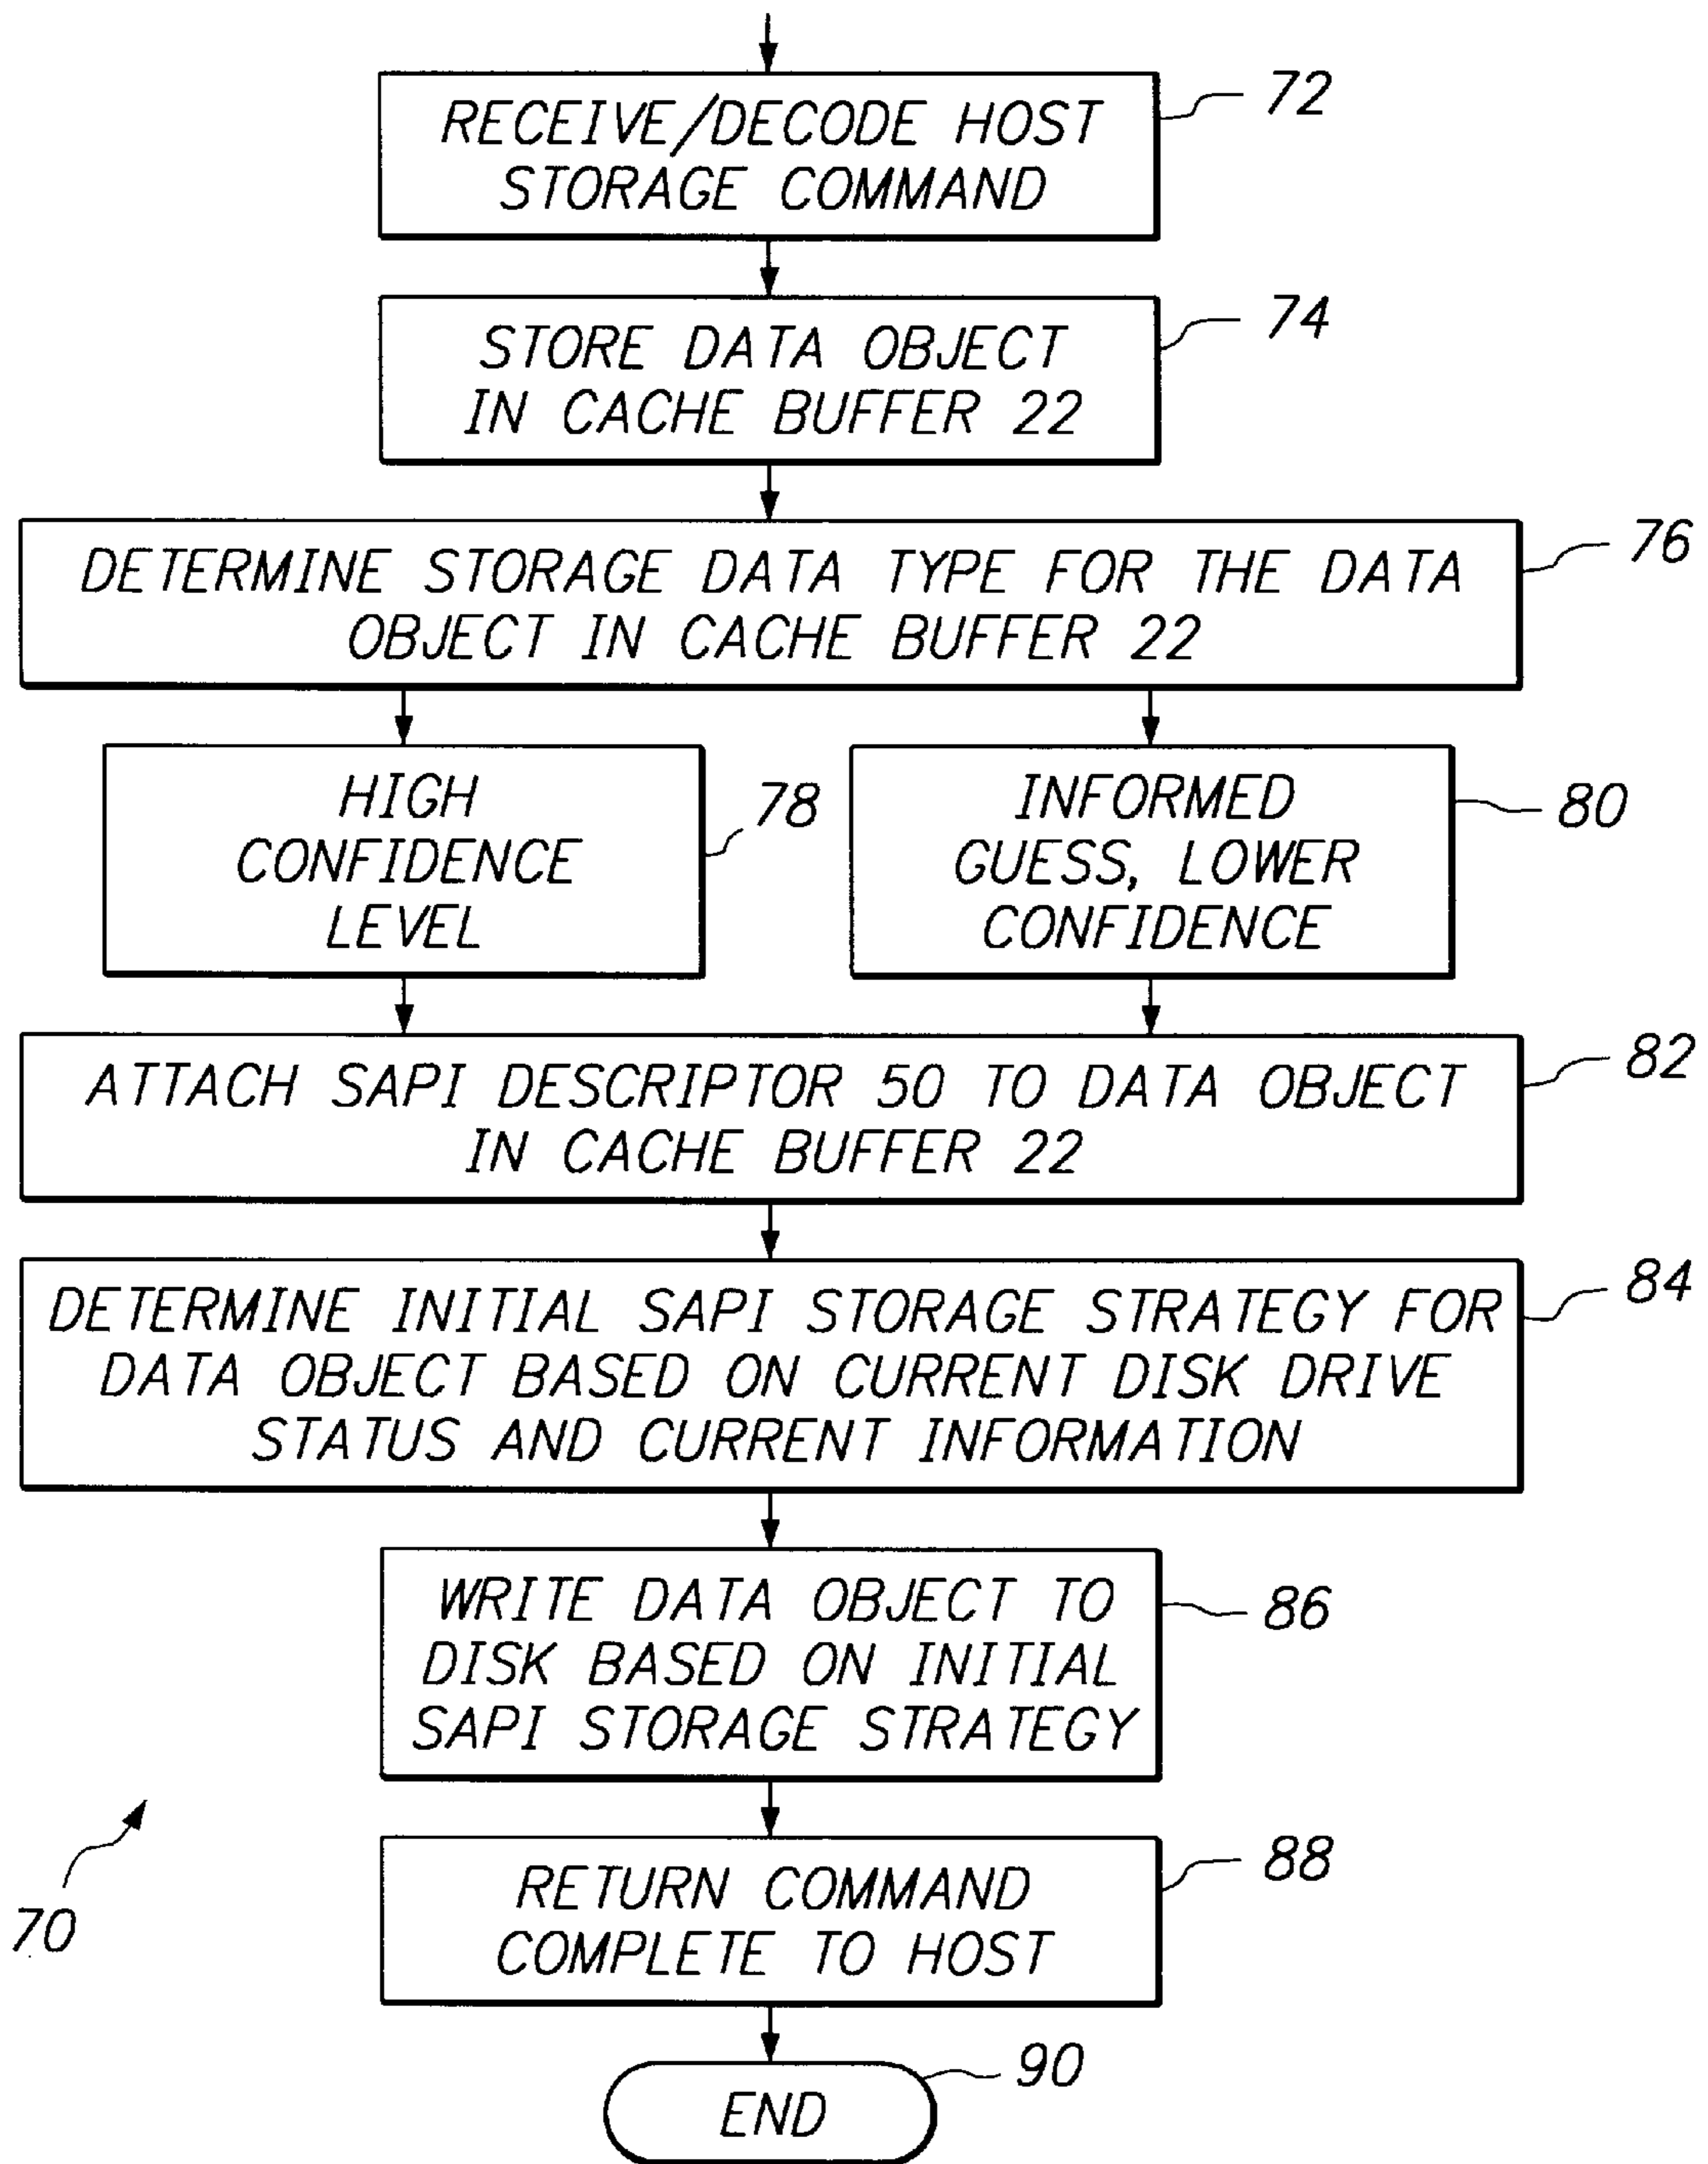 RECEIVE/DECODE HOST
STORAGE COMMAND
72
STORE DATA OBJECT
IN CACHE BUFFER 22
74
DETERMINE STORAGE DATA TYPE FOR THE DATA
OBJECT IN CACHE BUFFER 22
76
HIGH
CONFIDENCE
LEVEL
78
INFORMED
GUESS, LOWER
CONFIDENCE
80
ATTACH SAPI DESCRIPTOR 50 TO DATA OBJECT
IN CACHE BUFFER 22
82
DETERMINE INITIAL SAPI STORAGE STRATEGY FOR
DATA OBJECT BASED ON CURRENT DISK DRIVE
STATUS AND CURRENT INFORMATION
84
WRITE DATA OBJECT TO
DISK BASED ON INITIAL
SAPI STORAGE STRATEGY
86
RETURN COMMAND
COMPLETE TO HOST
88
70
END
90